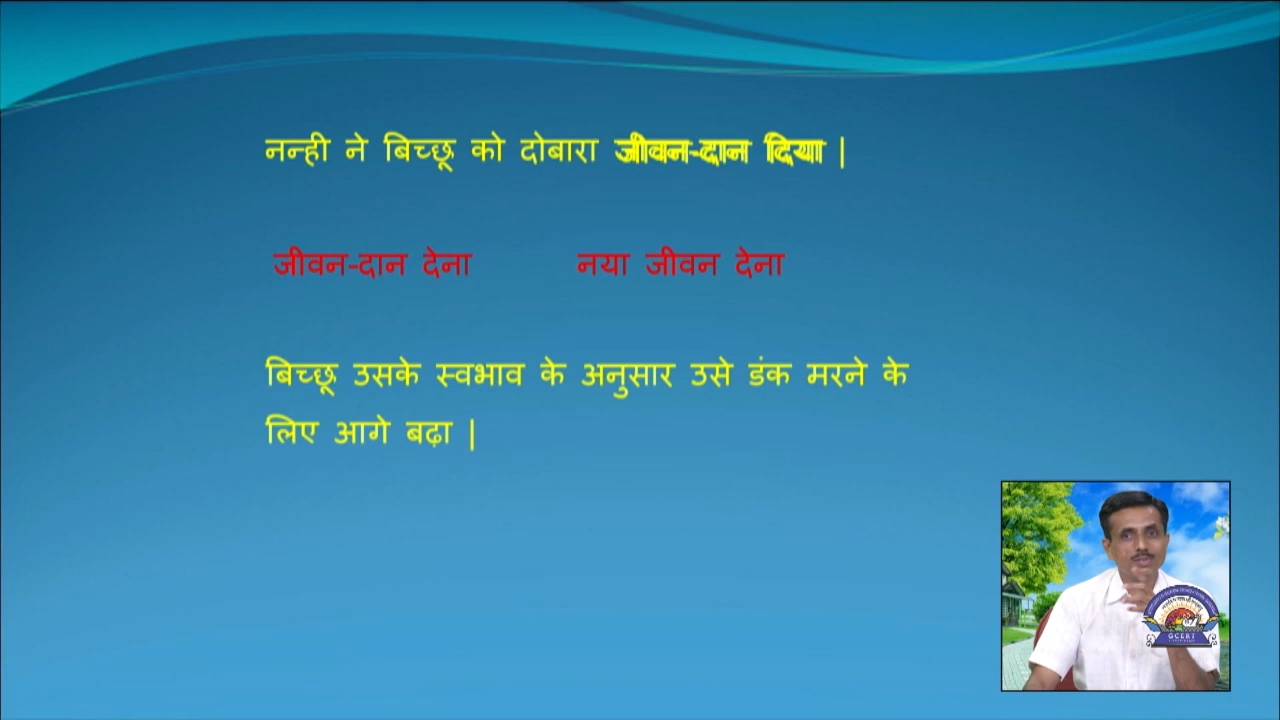 नन्ही ने बिच्छू को दोबारा जीवन-दान दिया |
जीवन-दान देना नया जीवन देना
बिच्छू उसके स्वभाव के अनुसार उसे डंक मरने के
लिए आगे बढ़ा |
GCERT